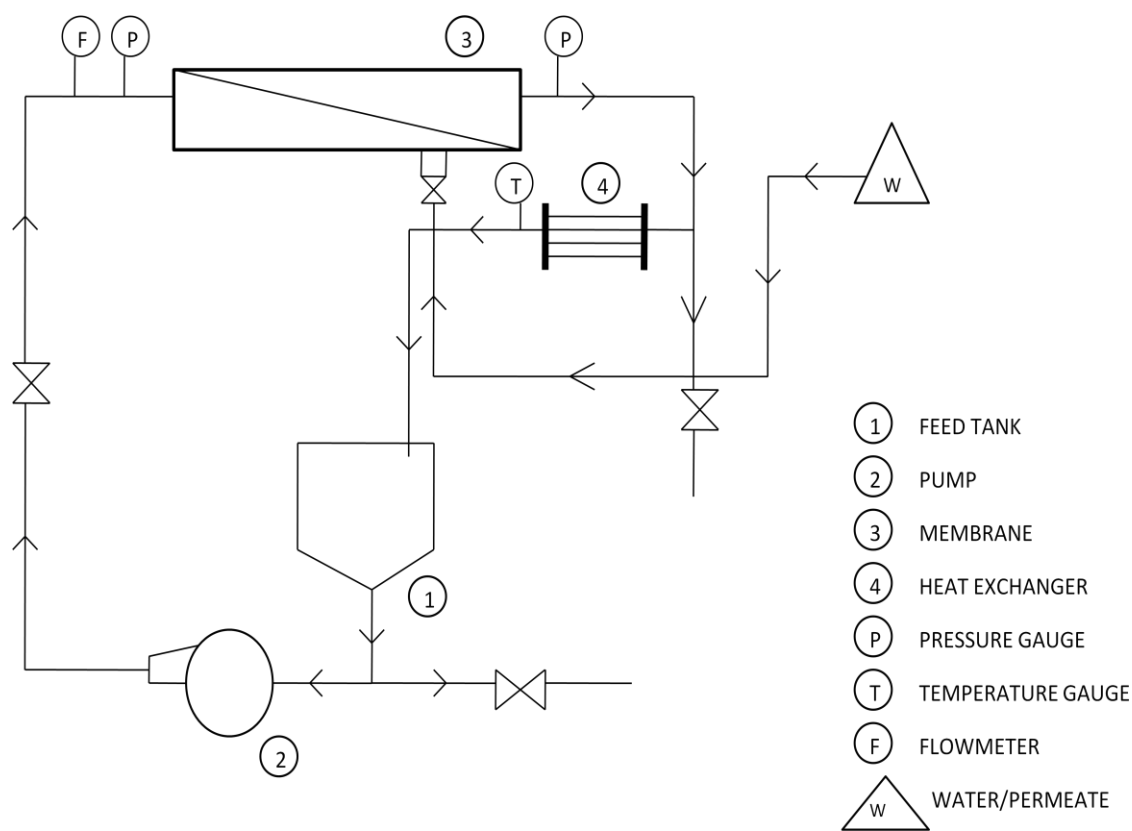 F
P
3
P
T
4
W
1
2
1 FEED TANK
2 PUMP
3 MEMBRANE
4 HEAT EXCHANGER
P PRESSURE GAUGE
T TEMPERATURE GAUGE
F FLOWMETER
W WATER/PERMEATE